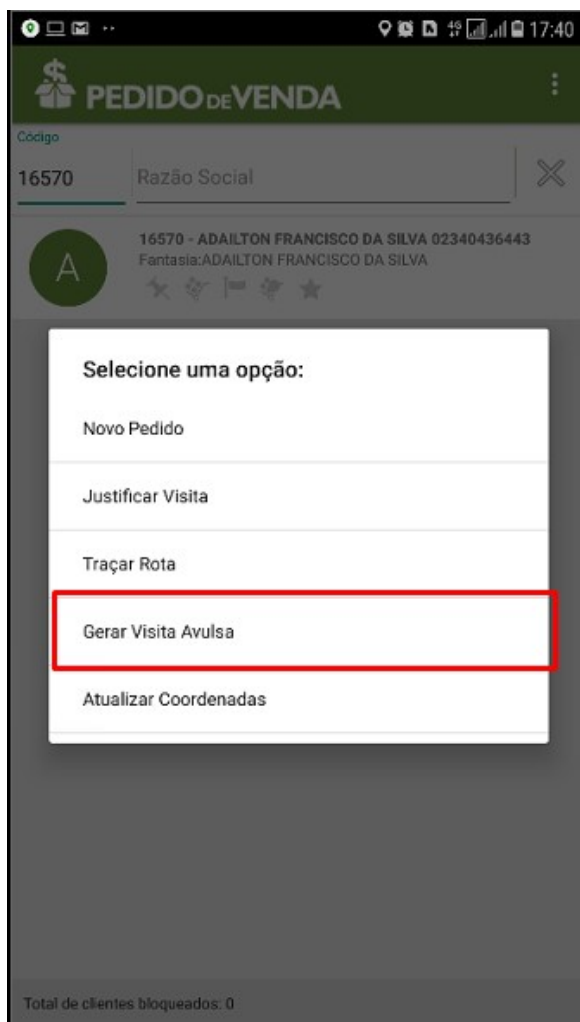 17:40
PEDIDO DE VENDA
Código
16570
Razão Social
16570 - ADAILTON FRANCISCO DA SILVA 02340436443
Fantasia:ADAILTON FRANCISCO DA SILVA
A
Selecione uma opção:
Novo Pedido
Justificar Visita
Traçar Rota
Gerar Visita Avulsa
Atualizar Coordenadas
Total de clientes bloqueados: 0